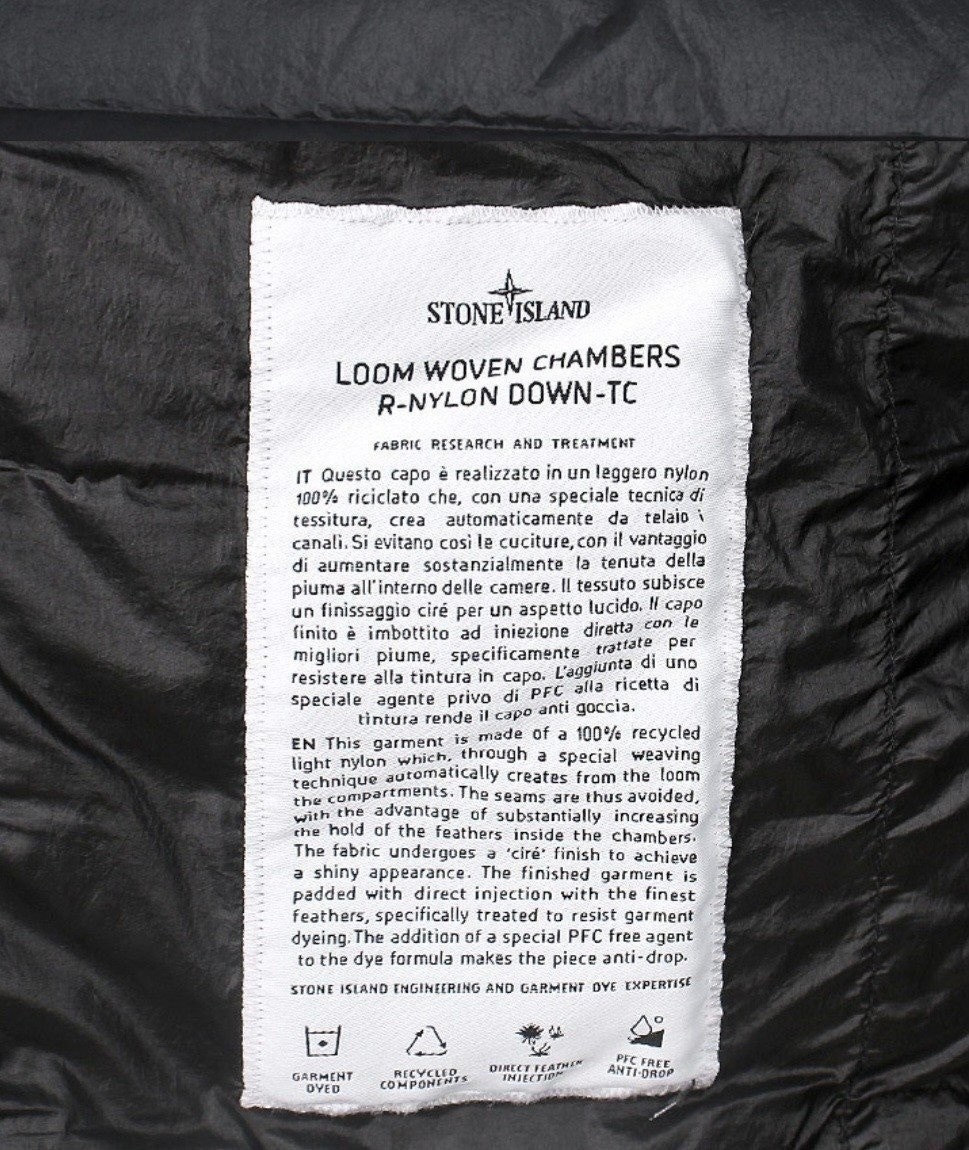 STONE ISLAND
LOOM WOVEN CHAMBERS
R-NYLON DOWN-TC
FABRIC RESEARCH AND TREATMENT
IT Questo capo è realizzato in un leggero nylon
100% riciclato che, con una speciale tecnica di
tessitura, crea automaticamente da telaio i
canali. Si evitano così le cuciture, con il vantaggio
di aumentare sostanzialmente la tenuta della
piuma all'interno delle camere. Il tessuto subisce
un finissaggio ciré per un aspetto lucido. Il capo
finito è imbottito ad iniezione diretta con le
migliori piume, specificamente trattate per
resistere alla tintura in capo. L'aggiunta di uno
speciale agente privo di PFC alla ricetta di
tintura rende il capo anti goccia.
EN This garment is made of a 100% recycled
light nylon which, through a special weaving
technique automatically creates from the loom
the compartments. The seams are thus avoided,
with the advantage of substantially increasing
the hold of the feathers inside the chambers.
The fabric undergoes a 'ciré' finish to achieve
a shiny appearance. The finished garment is
padded with direct injection with the finest
feathers, specifically treated to resist garment
dyeing. The addition of a special PFC free agent
to the dye formula makes the piece anti-drop.
STONE ISLAND ENGINEERING AND GARMENT DYE EXPERTISE
GARMENT
DYED
RECYCLED
COMPONENTS
DIRECT FEATHER
INJECTION
PFC FREE
ANTI-DROP